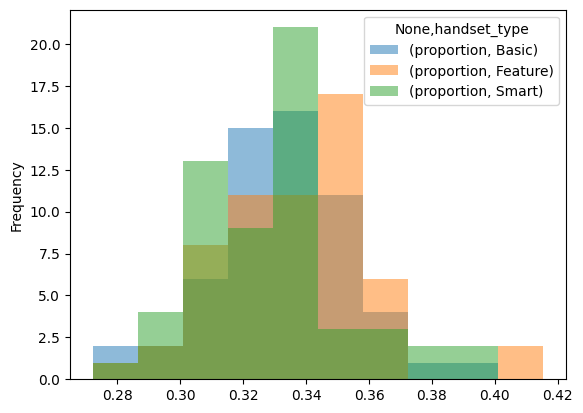 None,handset_type
(proportion, Basic)
(proportion, Feature)
(proportion, Smart)
Frequency
20.0
17.5
15.0
12.5
10.0
7.5
5.0
2.5
0.0
0.28 0.30 0.32 0.34 0.36 0.38 0.40 0.42